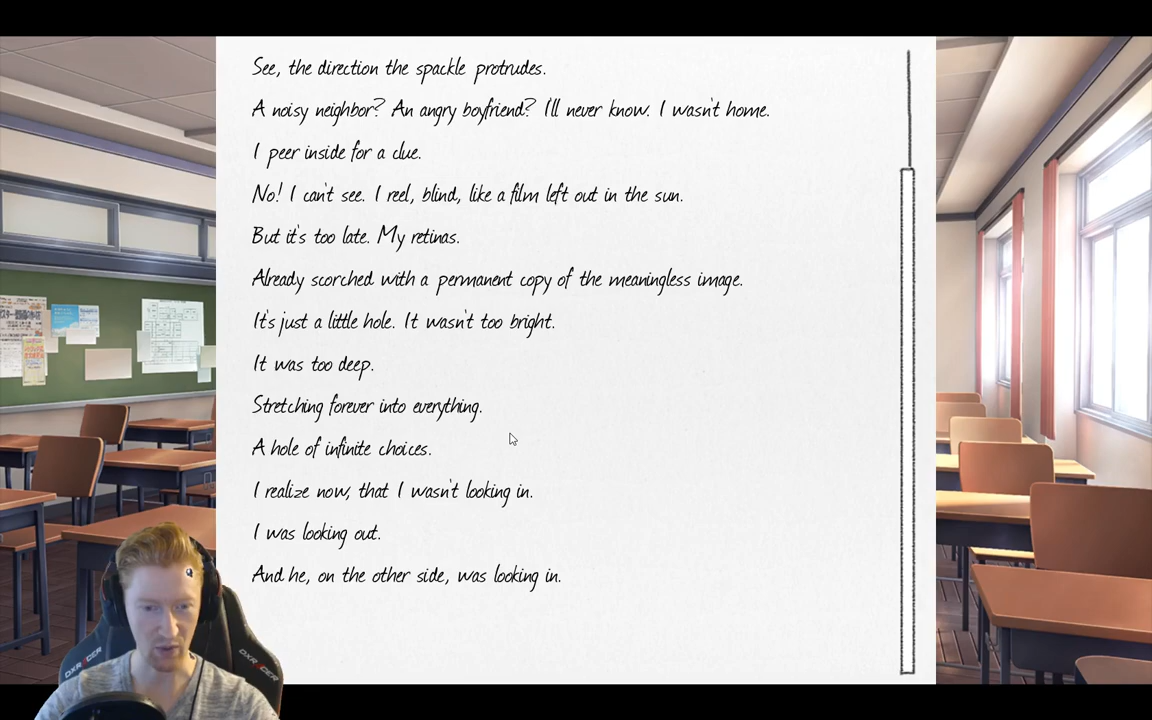 See, the direction the spackle protrudes.
A noisy neighbor? An angry boyfriend? I'll never know. I wasn't home.
I peer inside for a clue.
No! I can't see. I reel, blind, like a film left out in the sun.
But it's too late. My retinas.
Already scorched with a permanent copy of the meaningless image.
It's just a little hole. It wasn't too bright.
It was too deep.
Stretching forever into everything.
A hole of infinite choices.
I realize now, that I wasn't looking in.
I was looking out.
And he, on the other side, was looking in.
DXRACER
DXRACER